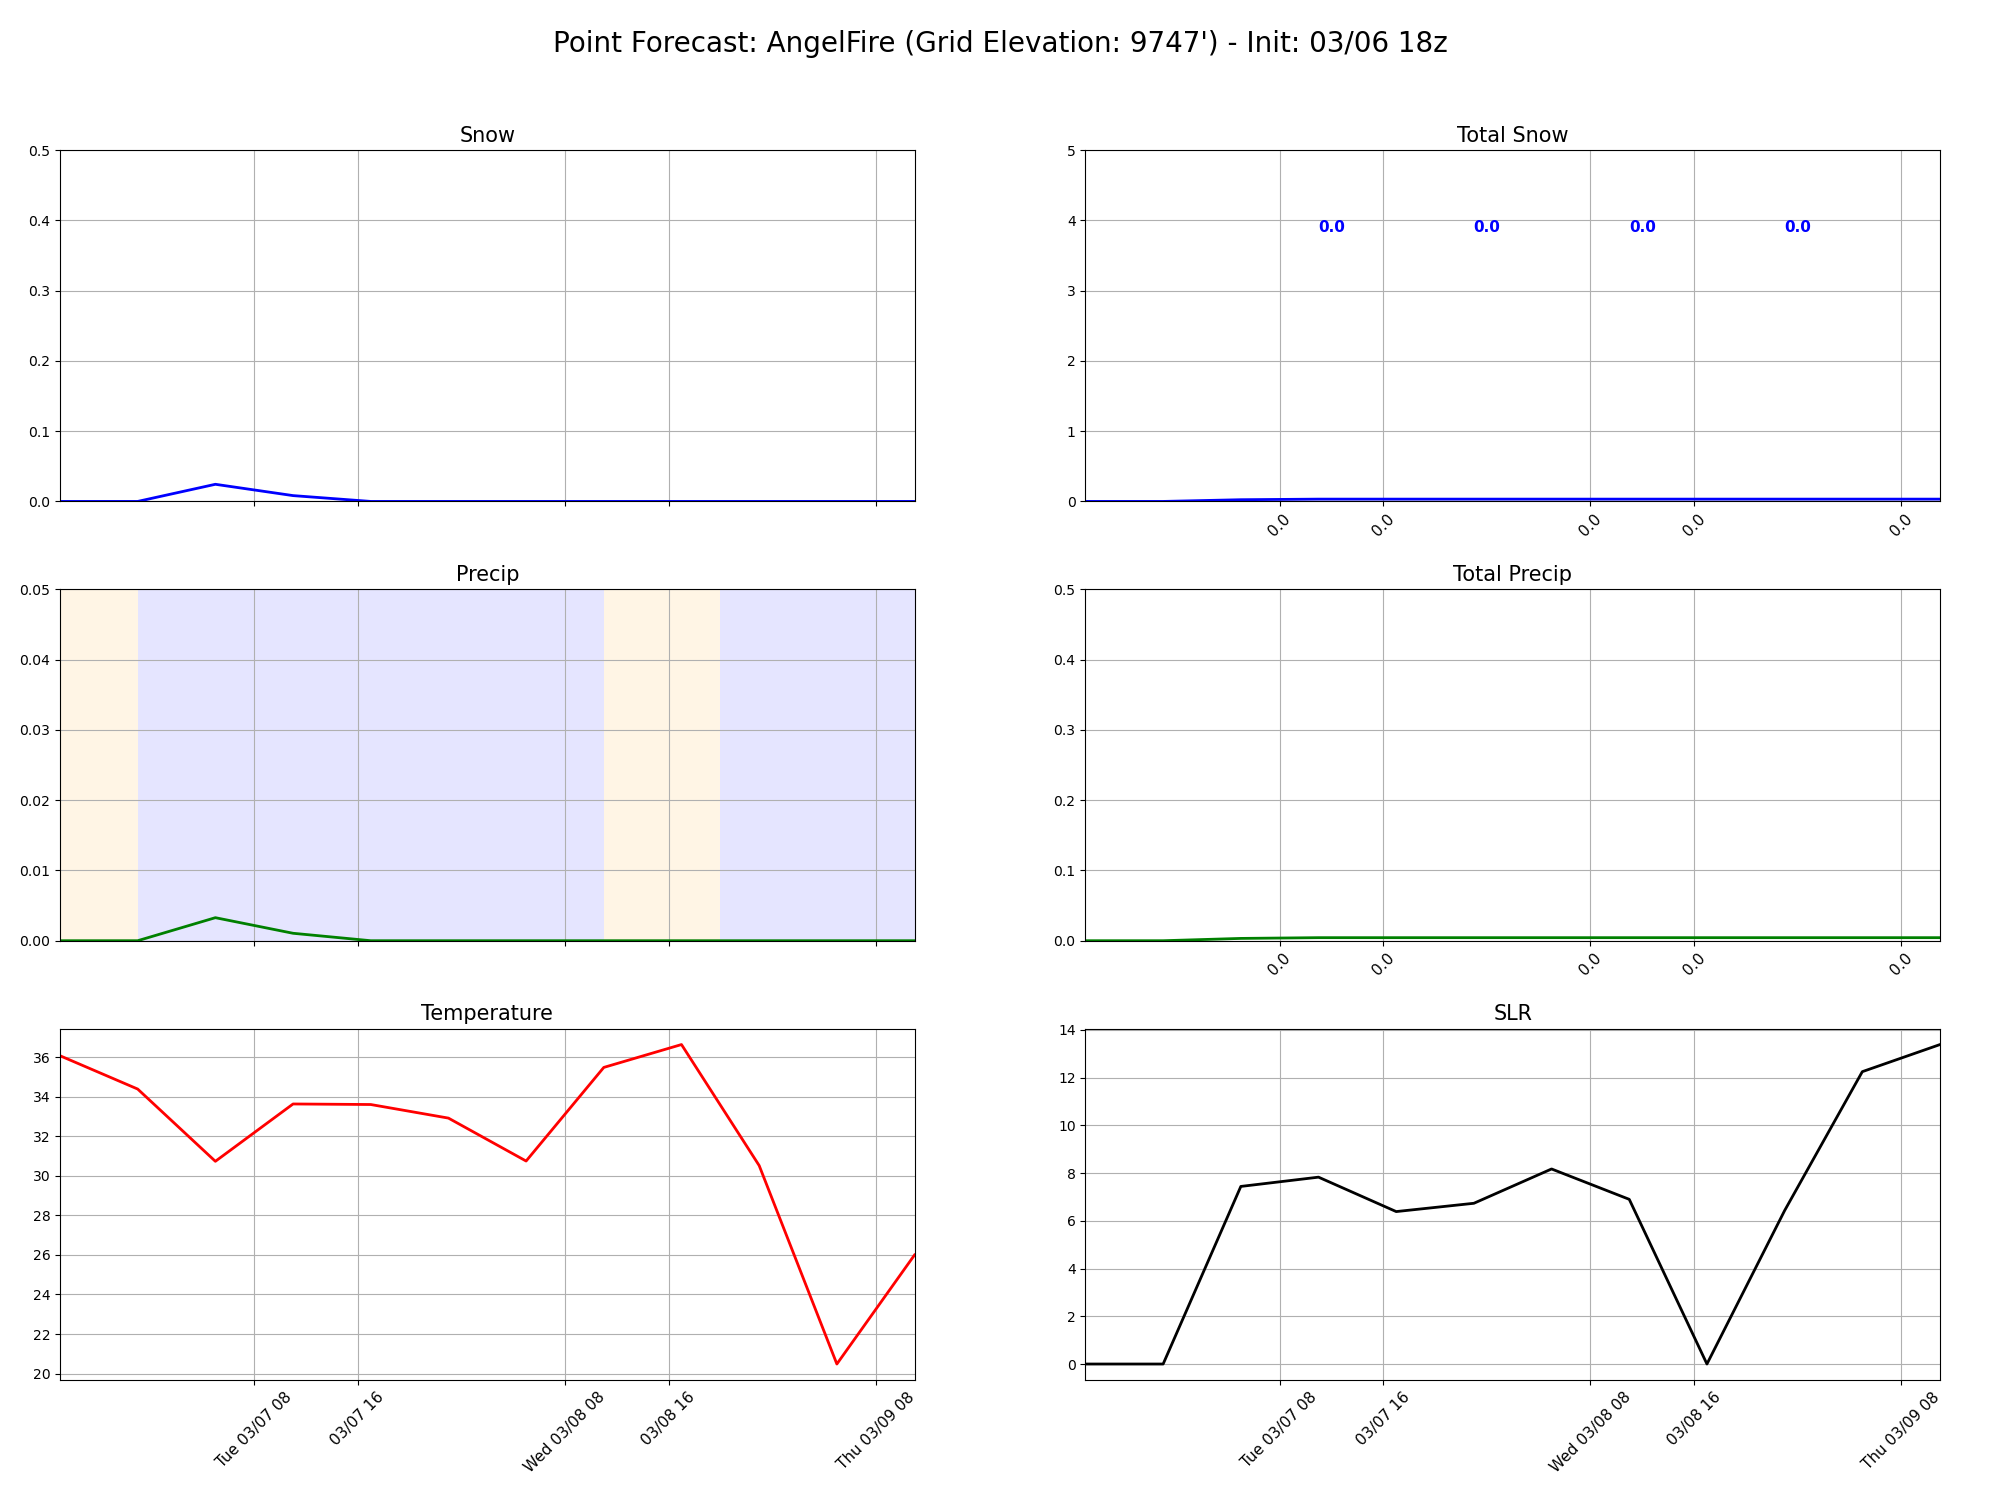 Point Forecast: AngelFire (Grid Elevation: 9747') - Init: 03/06 18z
Snow
0.5
0.4
0.3
0.2
0.1
0.0
Total Snow
5
4
3
2
1
0
0.0 0.0 0.0 0.0
0.0 0.0 0.0 0.0 0.0
Precip
0.05
0.04
0.03
0.02
0.01
0.00
Total Precip
0.5
0.4
0.3
0.2
0.1
0.0
0.0 0.0 0.0 0.0 0.0
Temperature
36
34
32
30
28
26
24
22
20
Tue 03/07 08
03/07 16
Wed 03/08 08
03/08 16
Thu 03/09 08
SLR
14
12
10
8
6
4
2
0
Tue 03/07 08
03/07 16
Wed 03/08 08
03/08 16
Thu 03/09 08